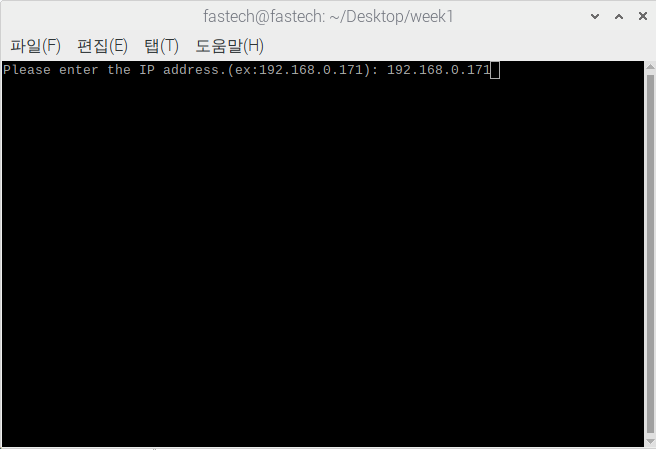 fastech@fastech: ~/Desktop/week1
파일(F) 편집(E) 탭(T) 도움말(H)
Please enter the IP address.(ex:192.168.0.171): 192.168.0.171